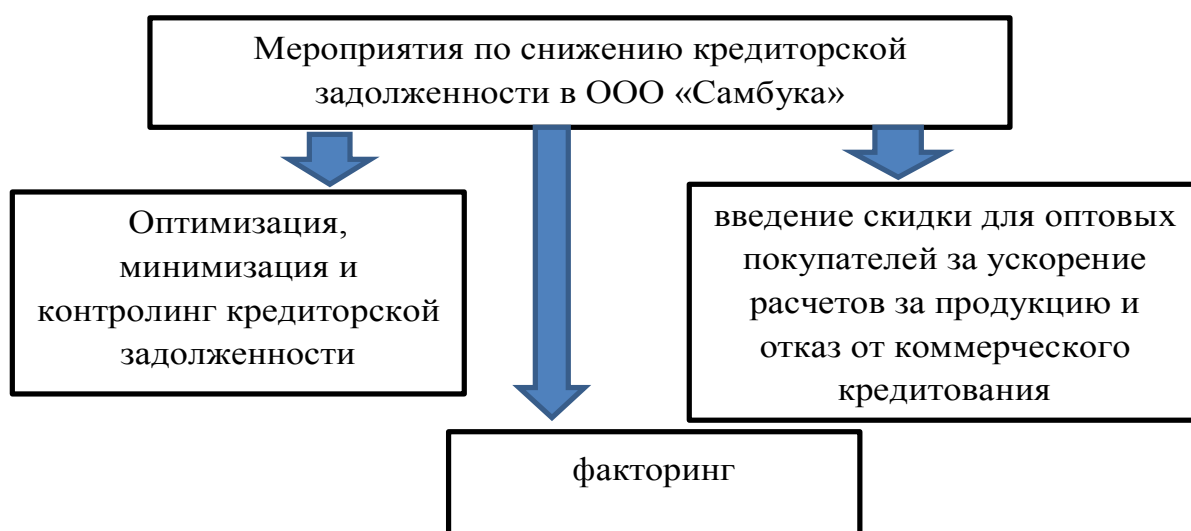 Мероприятия по снижению кредиторской
задолженности в ООО «Самбука»
Оптимизация,
минимизация и
контролинг кредиторской
задолженности
введение скидки для оптовых
покупателей за ускорение
расчетов за продукцию и
отказ от коммерческого
кредитования
факторинг